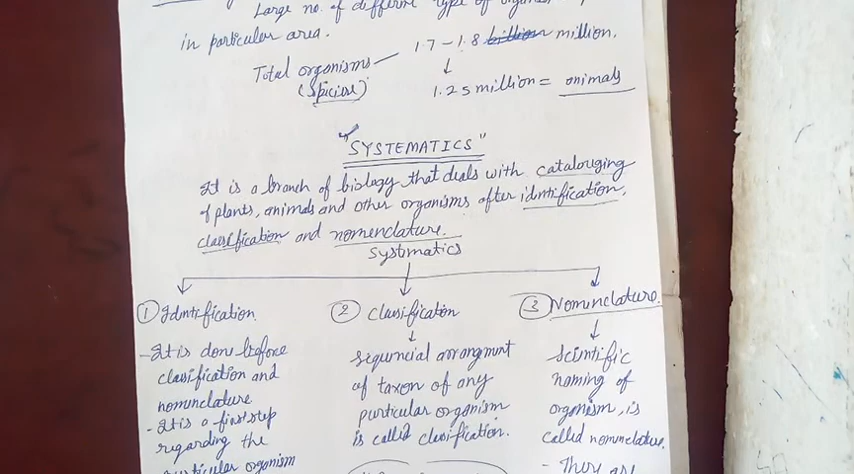 Large no. of different type of
in particular area.
Total organisms — 1.7 – 1.8 billion million.
(Spiciese)
↓
1.25 million = animals
"SYSTEMATICS"
It is a branch of biology that deals with catalouging
of plants, animals and other organisms after identification,
classification and nomenclature.
Systematics
① Identification
- It is done before
classification and
nomenclature
- It is a first step
regarding the
particular organism
② Classification
↓
Sequencial arrangment
of taxon of any
particular organism
is called classification.
③ Nomenclature.
↓
Scientific
naming of
organism, is
called nomenclature.
- They are